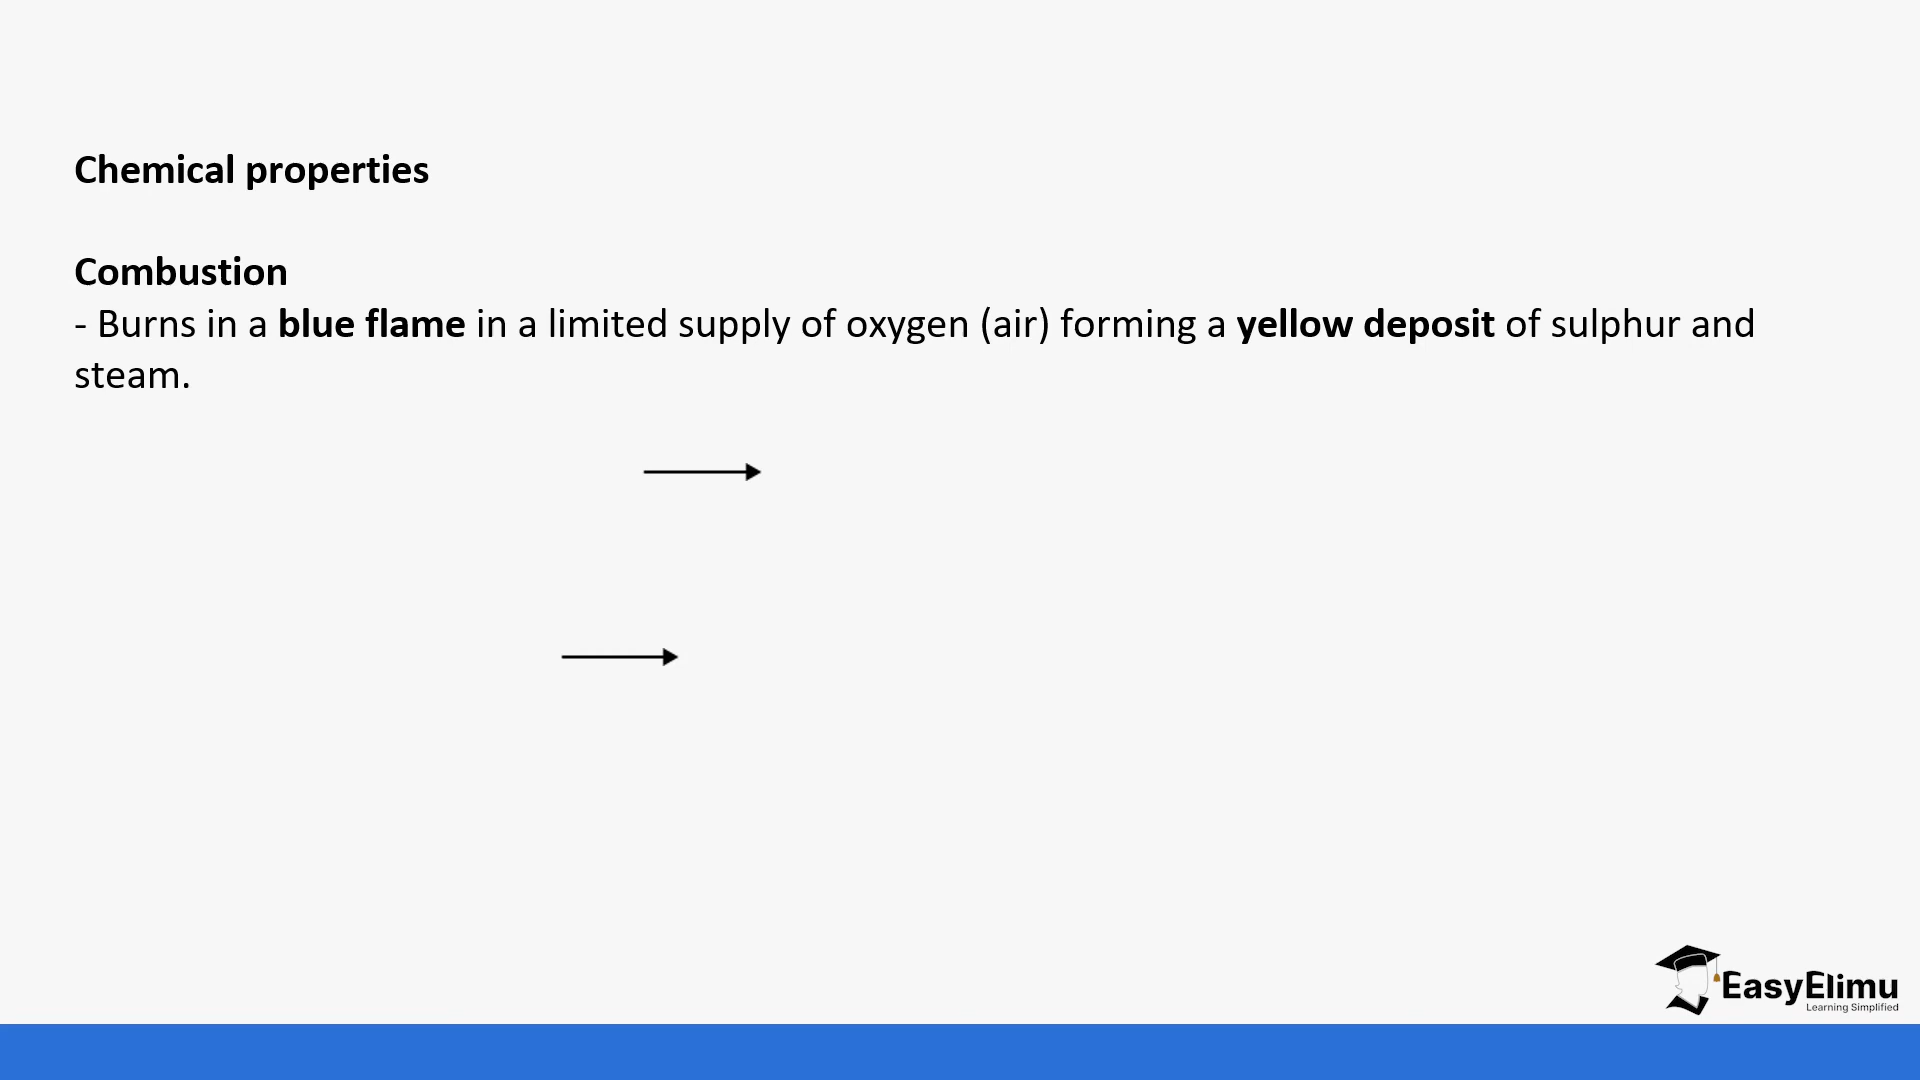 Chemical properties
Combustion
- Burns in a blue flame in a limited supply of oxygen (air) forming a yellow deposit of sulphur and
steam.
EasyElimu
Learning Simplified